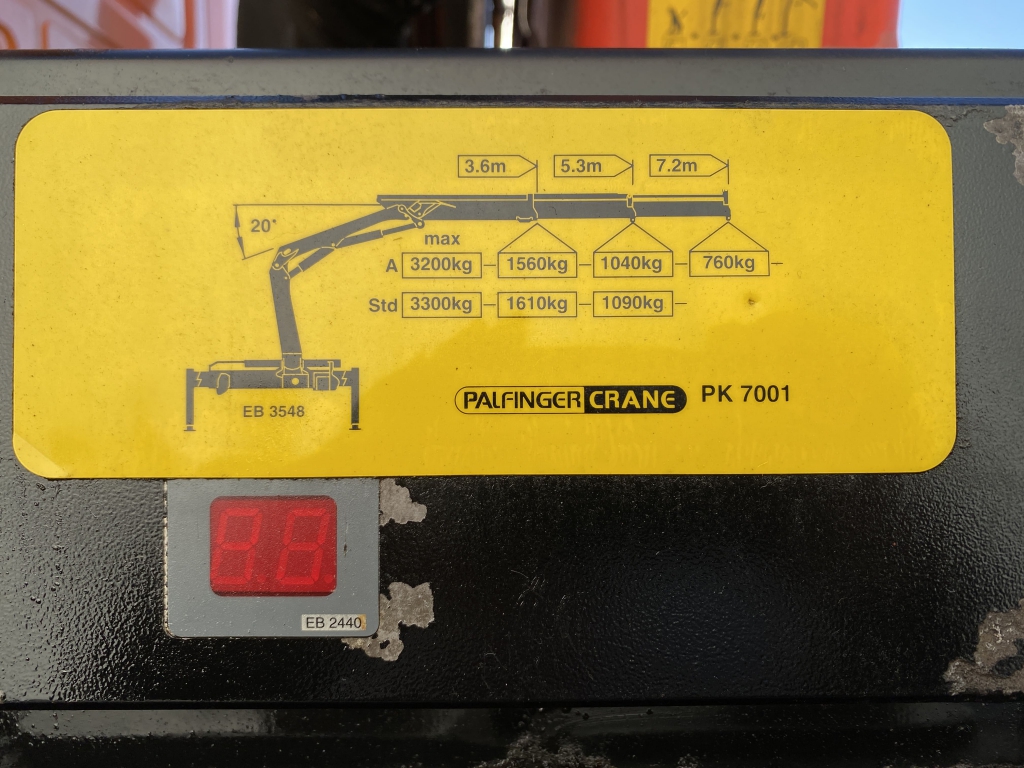 3.6m 5.3m 7.2m
20°
max
A 3200kg 1560kg 1040kg 760kg
Std 3300kg 1610kg 1090kg
EB 3548
PALFINGER CRANE PK 7001
88
EB 2440